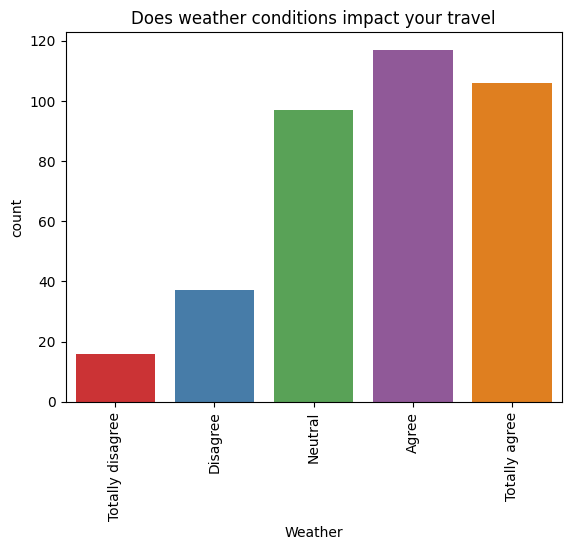 Does weather conditions impact your travel
120
100
80
60
40
20
0
count
Totally disagree
Disagree
Neutral
Agree
Totally agree
Weather